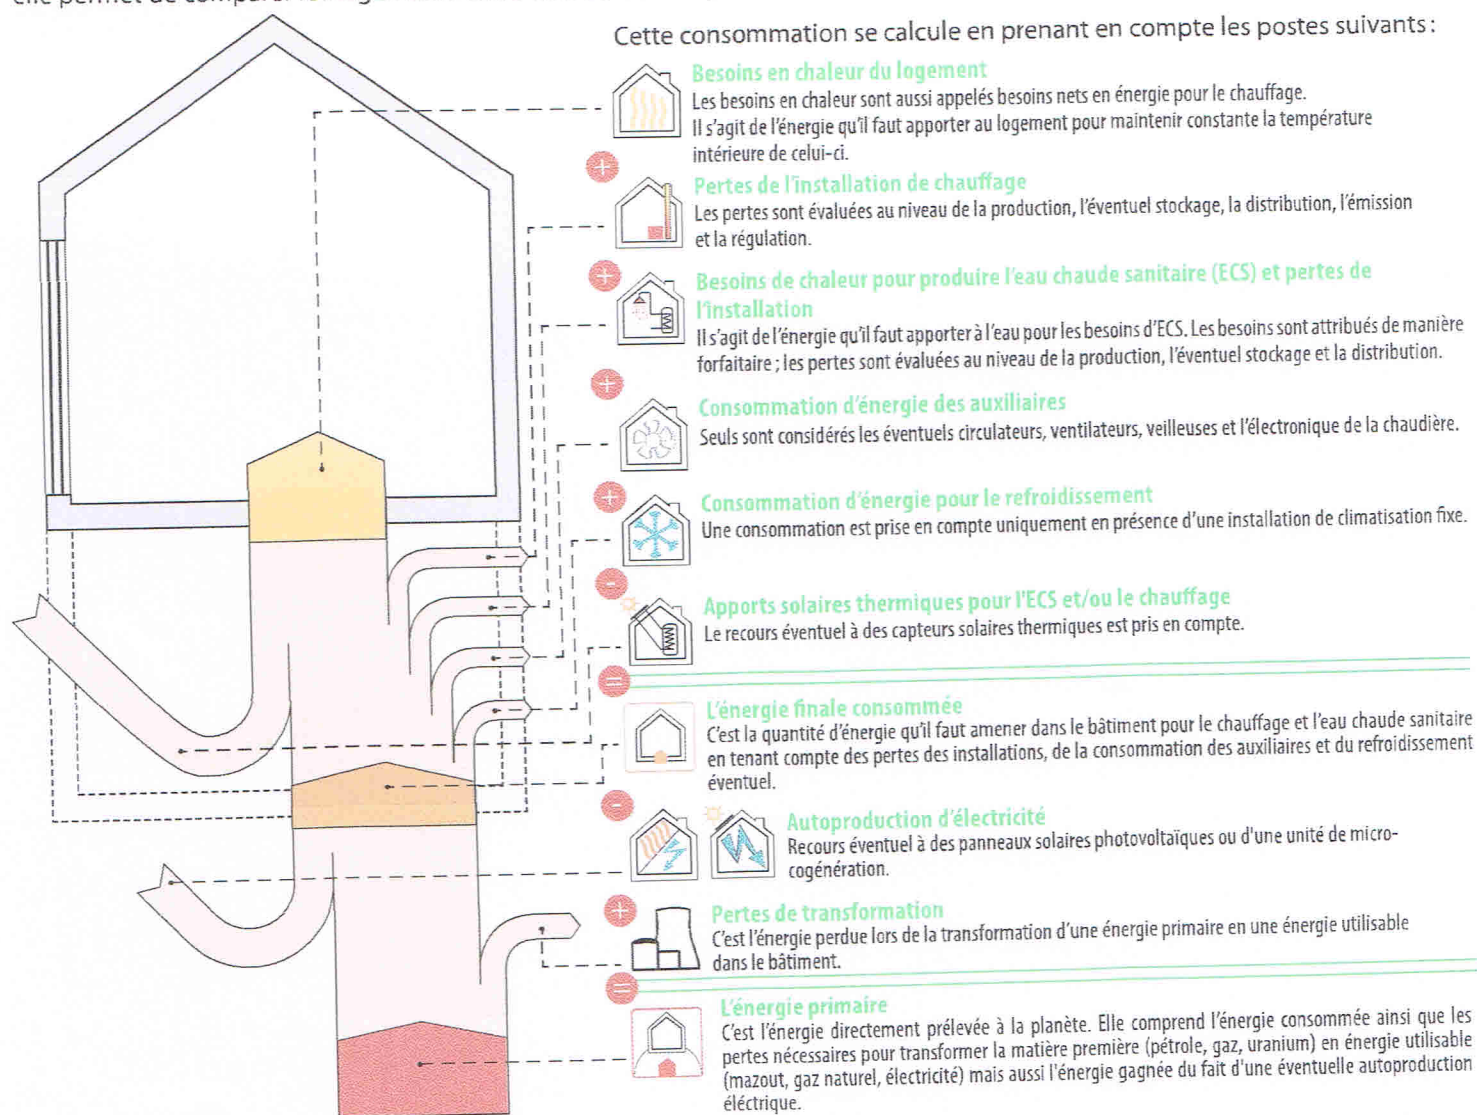 Cette consommation se calcule en prenant en compte les postes suivants :
Besoins en chaleur du logement
Les besoins en chaleur sont aussi appelés besoins nets en énergie pour le chauffage.
Il s'agit de l'énergie qu'il faut apporter au logement pour maintenir constante la température
intérieure de celui-ci.
+
Pertes de l'installation de chauffage
Les pertes sont évaluées au niveau de la production, l'éventuel stockage, la distribution, l'émission
et la régulation.
+
Besoins de chaleur pour produire l'eau chaude sanitaire (ECS) et pertes de
l'installation
Il s'agit de l'énergie qu'il faut apporter à l'eau pour les besoins d'ECS. Les besoins sont attribués de manière
forfaitaire ; les pertes sont évaluées au niveau de la production, l'éventuel stockage et la distribution.
+
Consommation d'énergie des auxiliaires
Seuls sont considérés les éventuels circulateurs, ventilateurs, veilleuses et l'électronique de la chaudière.
+
Consommation d'énergie pour le refroidissement
Une consommation est prise en compte uniquement en présence d'une installation de climatisation fixe.
-
Apports solaires thermiques pour l'ECS et/ou le chauffage
Le recours éventuel à des capteurs solaires thermiques est pris en compte.
=
L'énergie finale consommée
C'est la quantité d'énergie qu'il faut amener dans le bâtiment pour le chauffage et l'eau chaude sanitaire
en tenant compte des pertes des installations, de la consommation des auxiliaires et du refroidissement
éventuel.
-
Autoproduction d'électricité
Recours éventuel à des panneaux solaires photovoltaïques ou d'une unité de micro-
cogénération.
+
Pertes de transformation
C'est l'énergie perdue lors de la transformation d'une énergie primaire en une énergie utilisable
dans le bâtiment.
=
L'énergie primaire
C'est l'énergie directement prélevée à la planète. Elle comprend l'énergie consommée ainsi que les
pertes nécessaires pour transformer la matière première (pétrole, gaz, uranium) en énergie utilisable
(mazout, gaz naturel, électricité) mais aussi l'énergie gagnée du fait d'une éventuelle autoproduction
éléctrique.